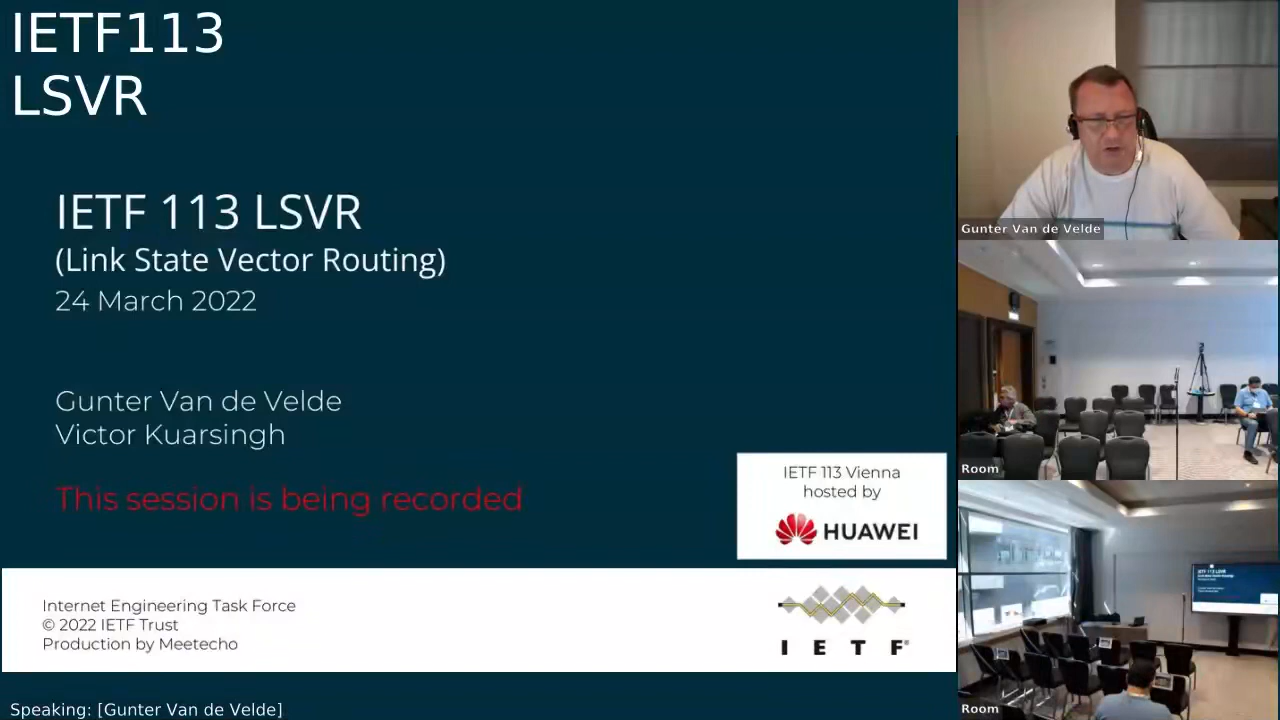 IETF113
LSVR
IETF 113 LSVR
(Link State Vector Routing)
24 March 2022
Gunter Van de Velde
Victor Kuarsingh
This session is being recorded
IETF 113 Vienna
hosted by
HUAWEI
Internet Engineering Task Force
© 2022 IETF Trust
Production by Meetecho
I E T F
Speaking: [Gunter Van de Velde]
Gunter Van de Velde
Room
Room
IETF 113 LSVR